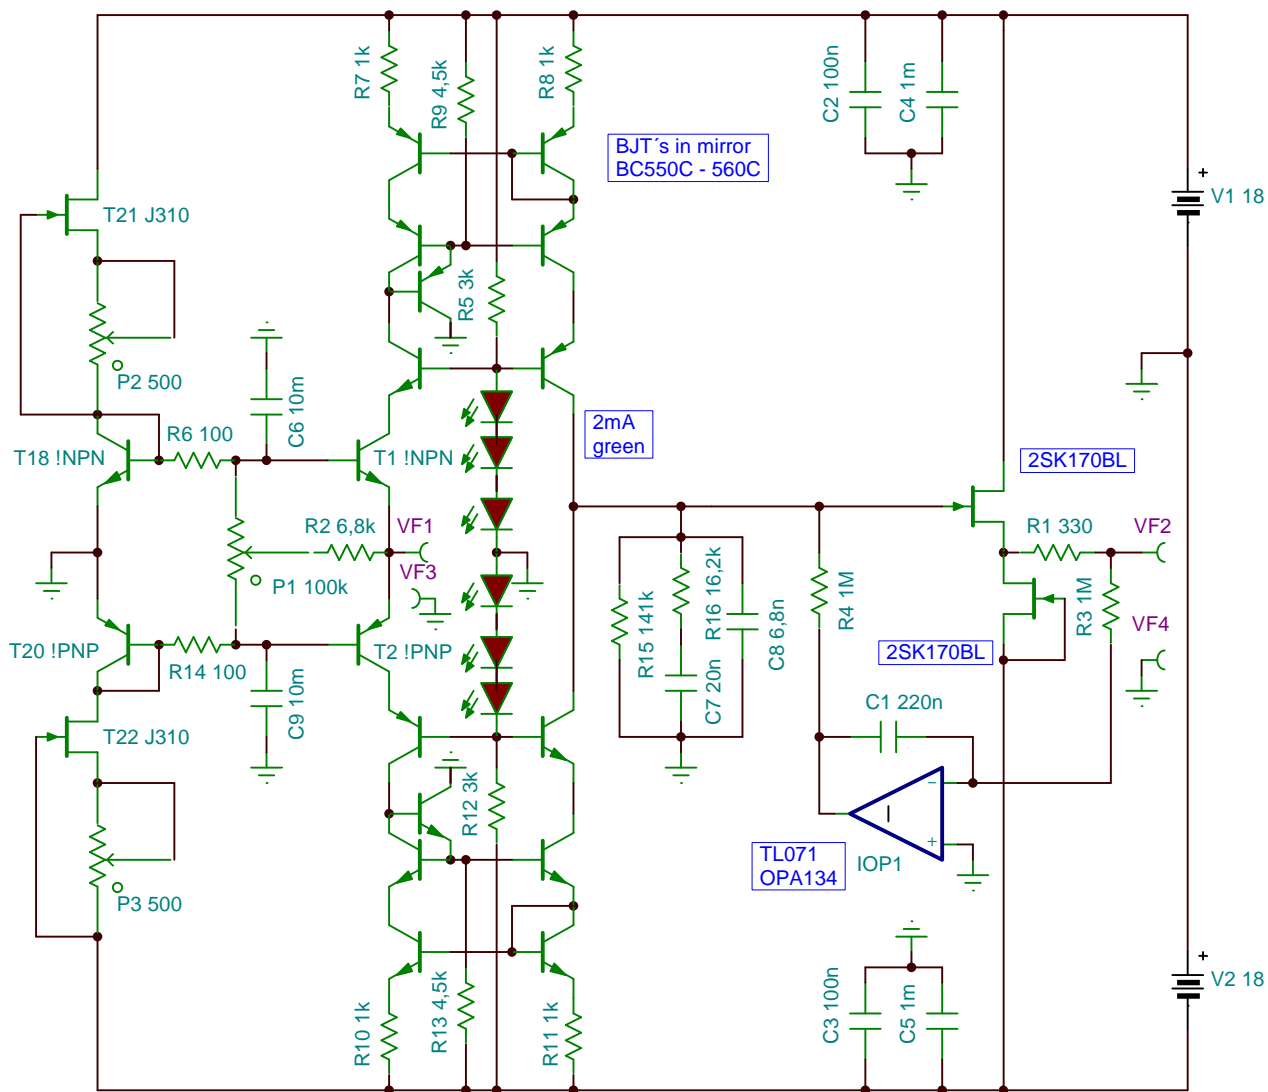 R7 1k
R9 4,5k
R8 1k
C2 100n
C4 1m
BJT´s in mirror
BC550C - 560C
V1 18
+
T21 J310
R5 3k
P2 500
C6 10m
R6 100
2mA
green
T18 !NPN
T1 !NPN
2SK170BL
R2 6,8k
VF1
R1 330
VF2
VF3
P1 100k
R15 141k
R16 16,2k
C8 6,8n
R4 1M
R3 1M
VF4
T20 !PNP
R14 100
T2 !PNP
2SK170BL
C9 10m
C7 20n
C1 220n
T22 J310
R12 3k
−
+
TL071
OPA134
IOP1
P3 500
R10 1k
R13 4,5k
R11 1k
C3 100n
C5 1m
+
V2 18